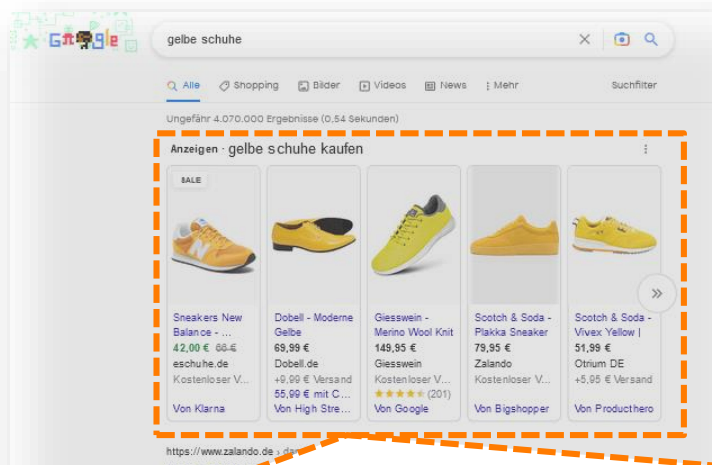 Google
gelbe schuhe
Alle Shopping Bilder Videos News Mehr Suchfilter
Ungefähr 4.070.000 Ergebnisse (0,54 Sekunden)
Anzeigen · gelbe schuhe kaufen
SALE
Sneakers New
Balance - ...
42,00 € 66 €
eschuhe.de
Kostenloser V...
Von Klarna
Dobell - Moderne
Gelbe
69,99 €
Dobell.de
+9,99 € Versand
55,99 € mit C...
Von High Stre...
Giesswein -
Merino Wool Knit
149,95 €
Giesswein
Kostenloser V...
(201)
Von Google
Scotch & Soda -
Plakka Sneaker
79,95 €
Zalando
Kostenloser V...
Von Bigshopper
Scotch & Soda -
Vivex Yellow |
51,99 €
Otrium DE
+5,95 € Versand
Von Producthero
https://www.zalando.de ›